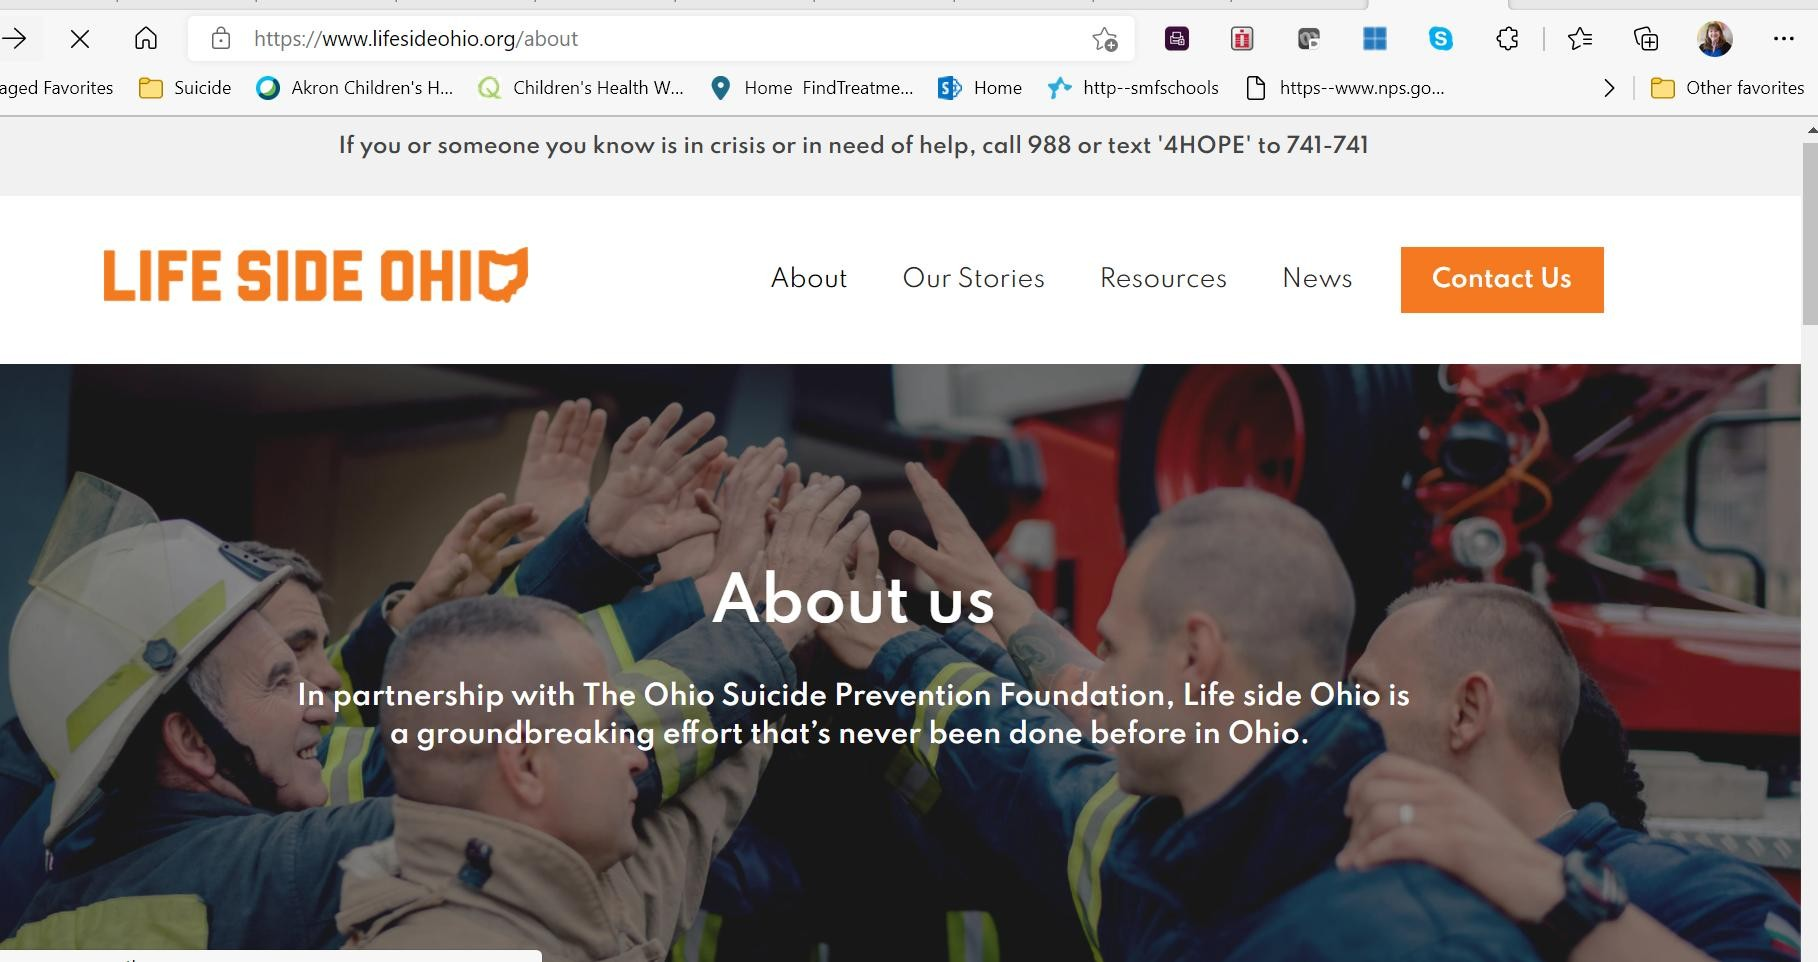 https://www.lifesideohio.org/about
aged Favorites Suicide Akron Children's H... Children's Health W... Home FindTreatme... Home http--smfschools https--www.nps.go... Other favorites
If you or someone you know is in crisis or in need of help, call 988 or text '4HOPE' to 741-741
LIFE SIDE OHIO About Our Stories Resources News Contact Us
About us
In partnership with The Ohio Suicide Prevention Foundation, Life side Ohio is
a groundbreaking effort that’s never been done before in Ohio.